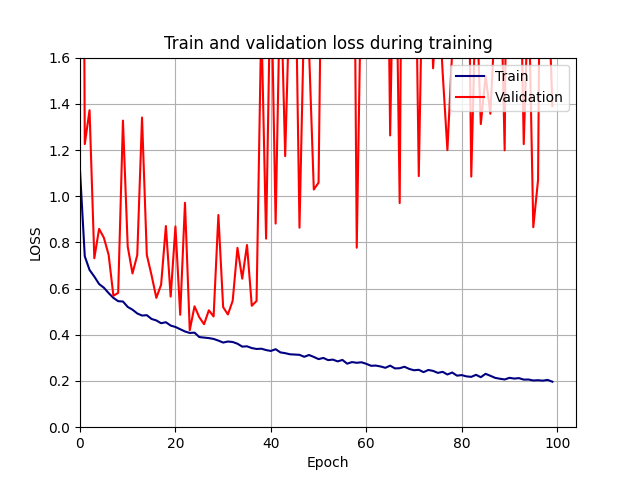 Train and validation loss during training
LOSS
1.6
1.4
1.2
1.0
0.8
0.6
0.4
0.2
0.0
Train
Validation
0 20 40 60 80 100
Epoch